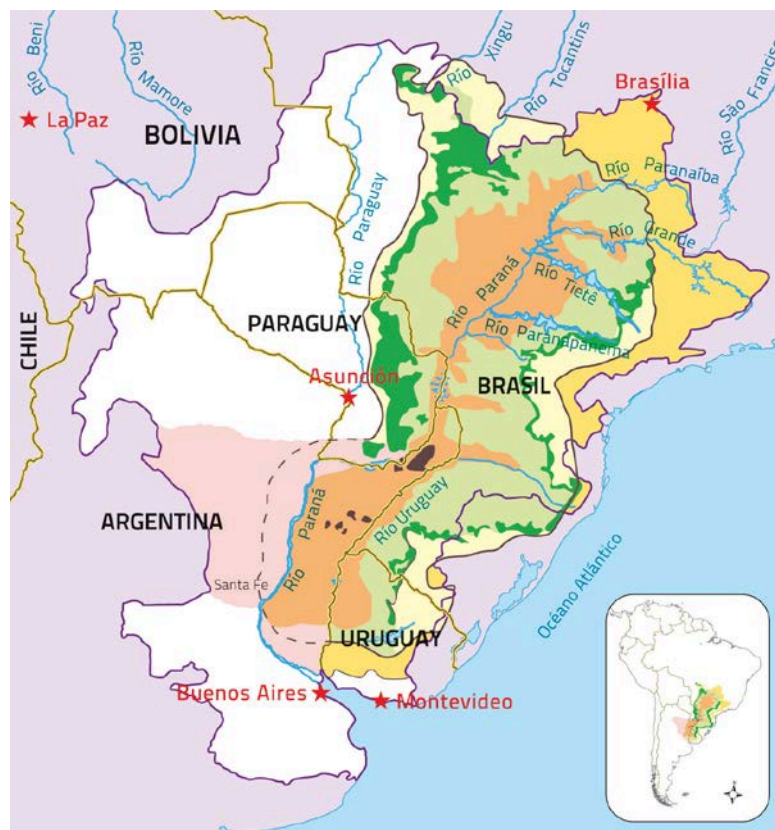 Río Beni
Río Mamore
La Paz
BOLIVIA
Río Xingu
Río Tocantins
Brasília
Río São Francisc
Río Paraguay
Río Paranaíba
Río Grande
Río Tietê
Río Paraná
Río Paranapanema
CHILE
PARAGUAY
Asunción
BRASIL
ARGENTINA
Río Paraná
Río Uruguay
Santa Fe
Océano Atlántico
URUGUAY
Buenos Aires
Montevideo